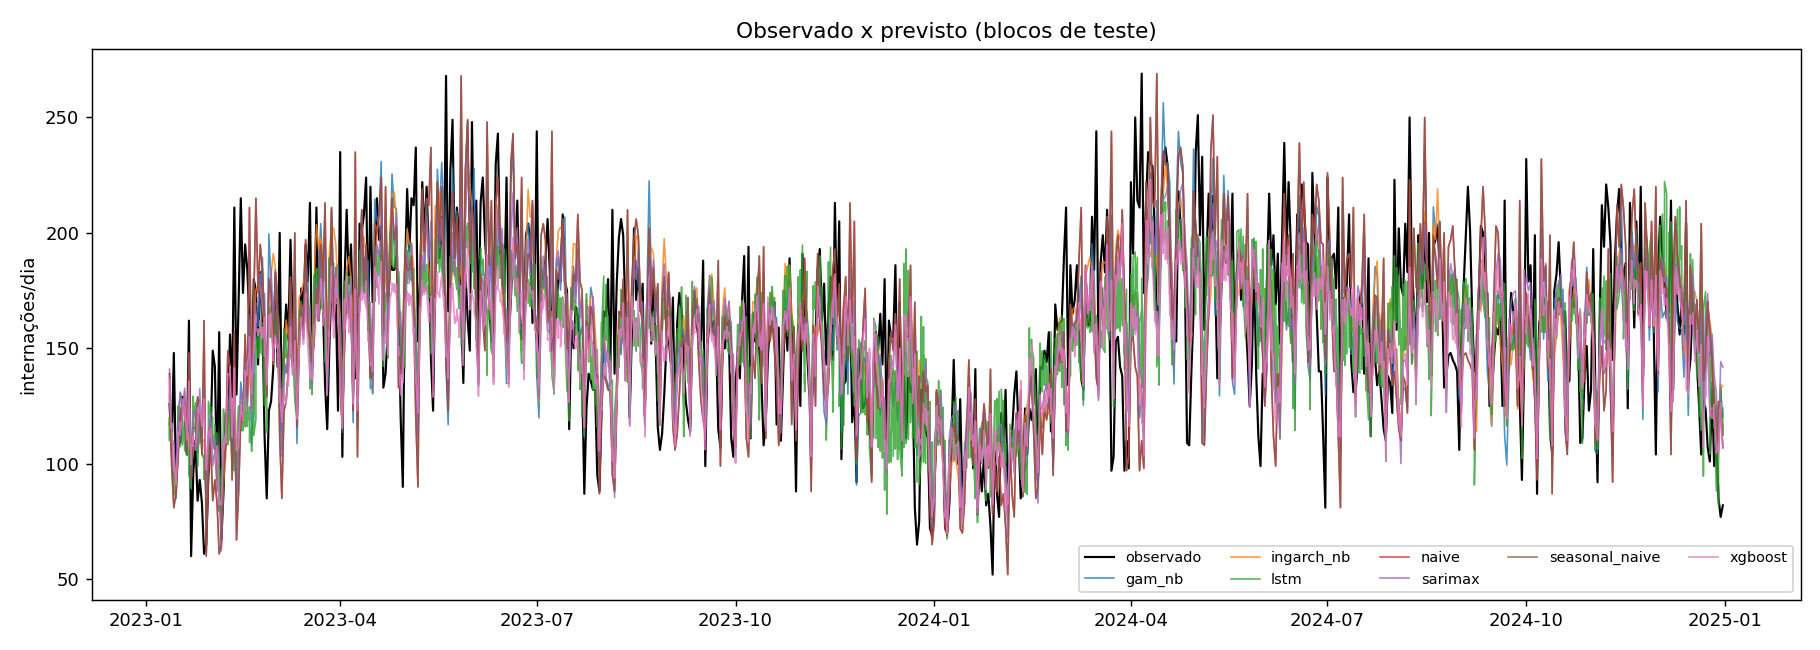 Observado x previsto (blocos de teste)
internações/dia
250
200
150
100
50
2023-01 2023-04 2023-07 2023-10 2024-01 2024-04 2024-07 2024-10 2025-01
observado ingarch_nb naive seasonal_naive xgboost
gam_nb lstm sarimax